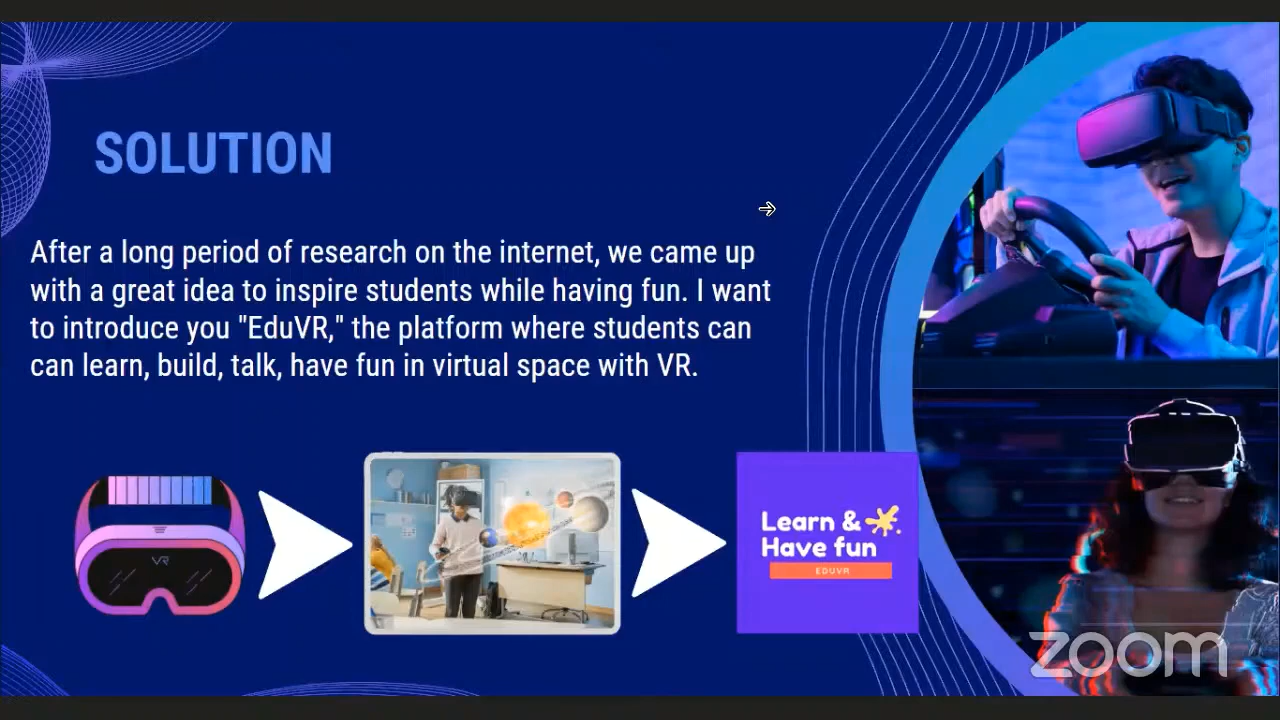 SOLUTION
After a long period of research on the internet, we came up
with a great idea to inspire students while having fun. I want
to introduce you "EduVR," the platform where students can
can learn, build, talk, have fun in virtual space with VR.
VR
Learn &
Have fun
EDUVR
zoom